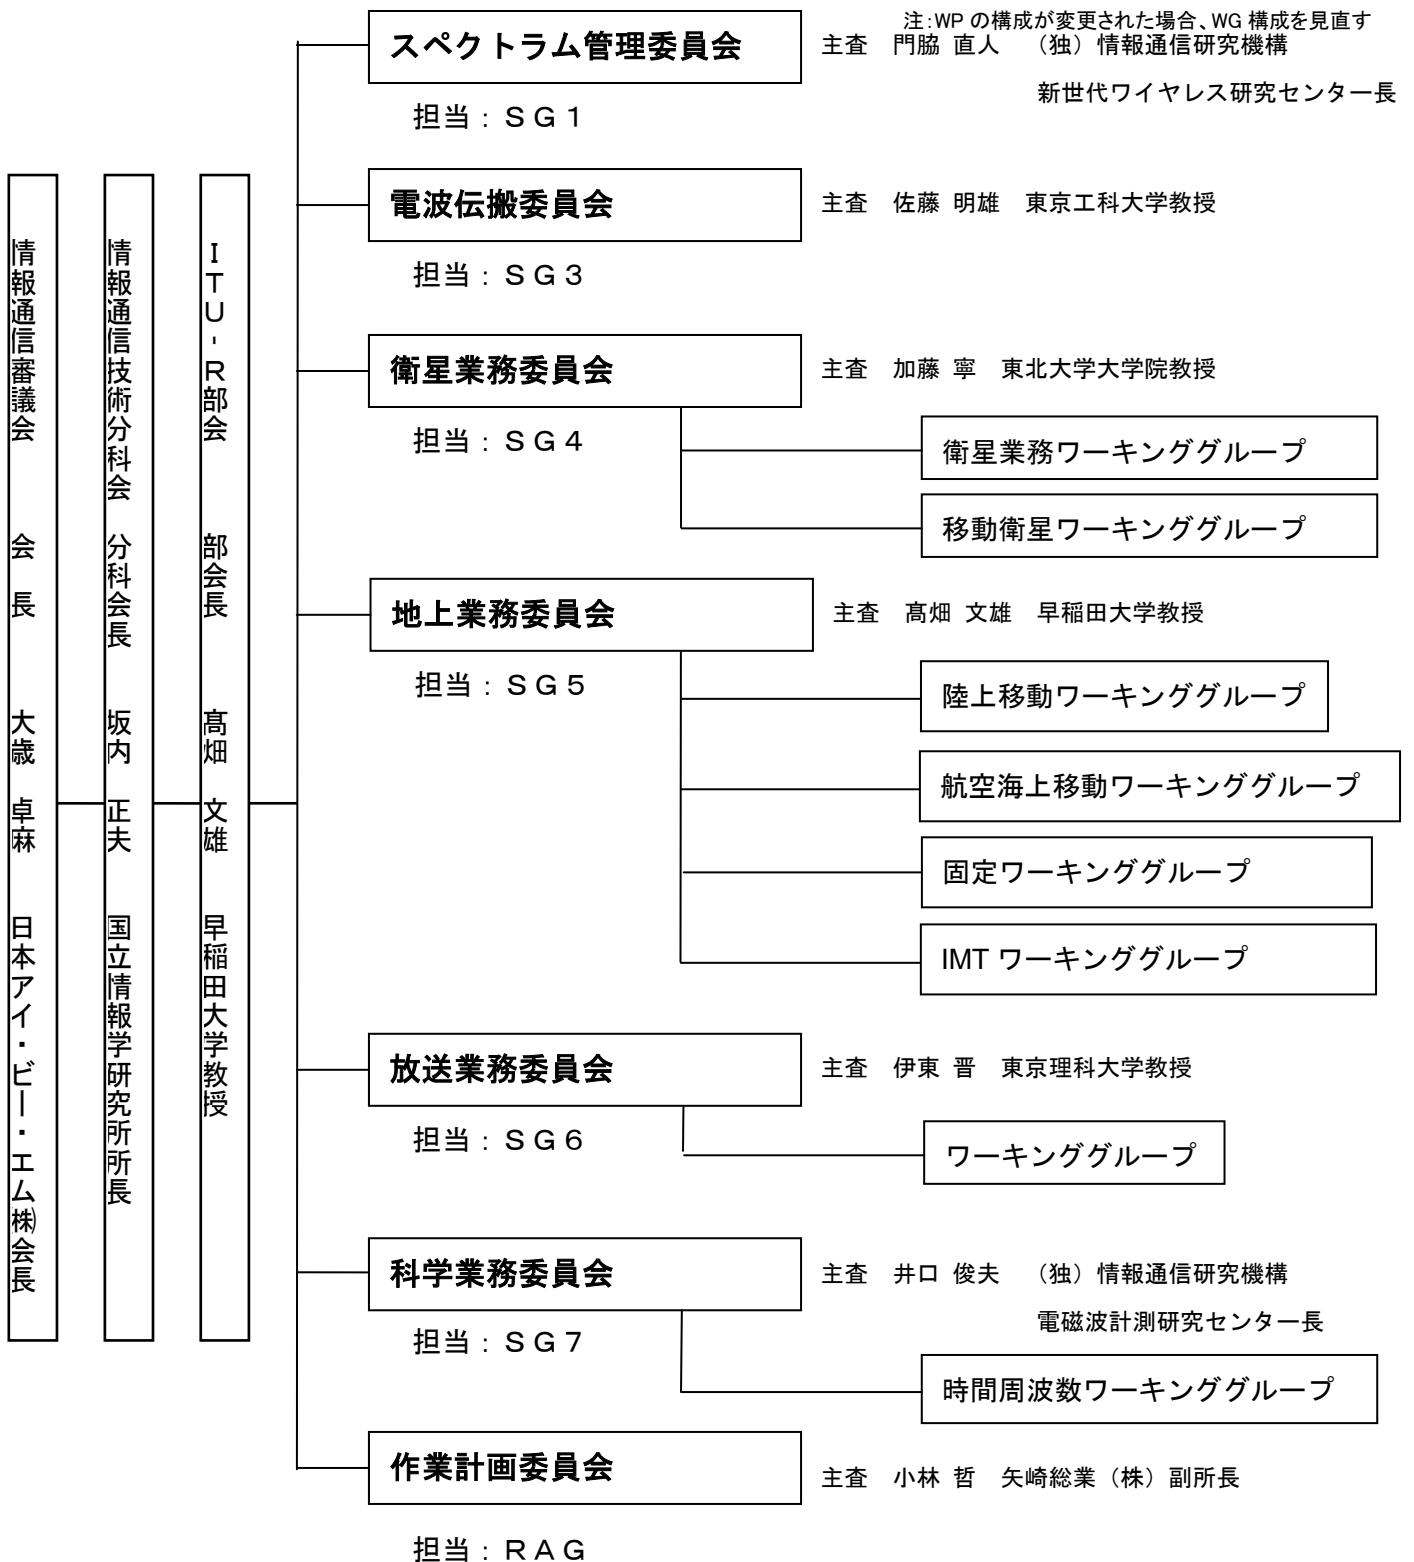 注：WP の構成が変更された場合、WG 構成を見直す
スペクトラム管理委員会
主査　門脇 直人　（独）情報通信研究機構
新世代ワイヤレス研究センター長
担当：ＳＧ１
電波伝搬委員会
主査　佐藤 明雄　東京工科大学教授
担当：ＳＧ３
情報通信審議会　会　長　大歳 卓麻　日本アイ・ビー・エム㈱会長
情報通信技術分科会　分科会長　坂内 正夫　国立情報学研究所所長
ＩＴＵ-Ｒ部会　部会長　髙畑 文雄　早稲田大学教授
衛星業務委員会
主査　加藤 寧　東北大学大学院教授
担当：ＳＧ４
衛星業務ワーキンググループ
移動衛星ワーキンググループ
地上業務委員会
主査　髙畑 文雄　早稲田大学教授
担当：ＳＧ５
陸上移動ワーキンググループ
航空海上移動ワーキンググループ
固定ワーキンググループ
IMT ワーキンググループ
放送業務委員会
主査　伊東 晋　東京理科大学教授
担当：ＳＧ６
ワーキンググループ
科学業務委員会
主査　井口 俊夫　（独）情報通信研究機構
電磁波計測研究センター長
担当：ＳＧ７
時間周波数ワーキンググループ
作業計画委員会
主査　小林 哲　矢崎総業（株）副所長
担当：ＲＡＧ